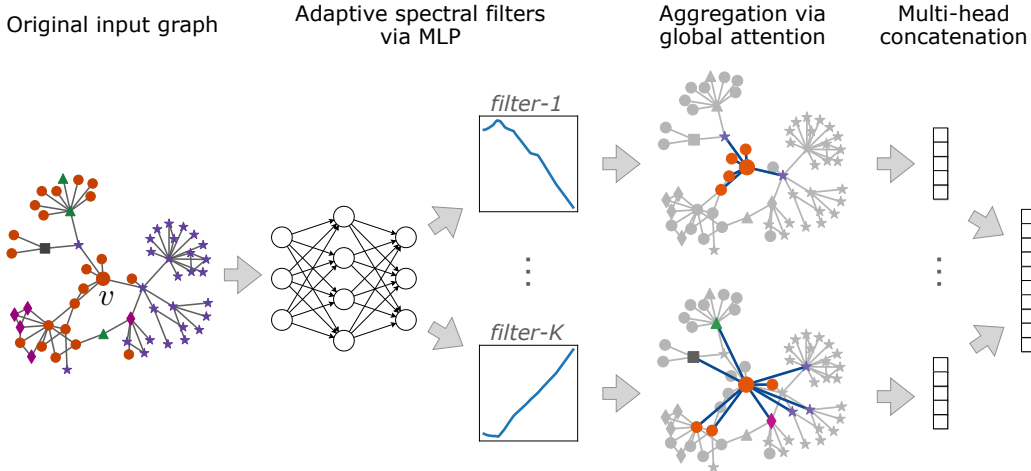 Original input graph
Adaptive spectral filters
via MLP
Aggregation via
global attention
Multi-head
concatenation
filter-1
v
filter-K